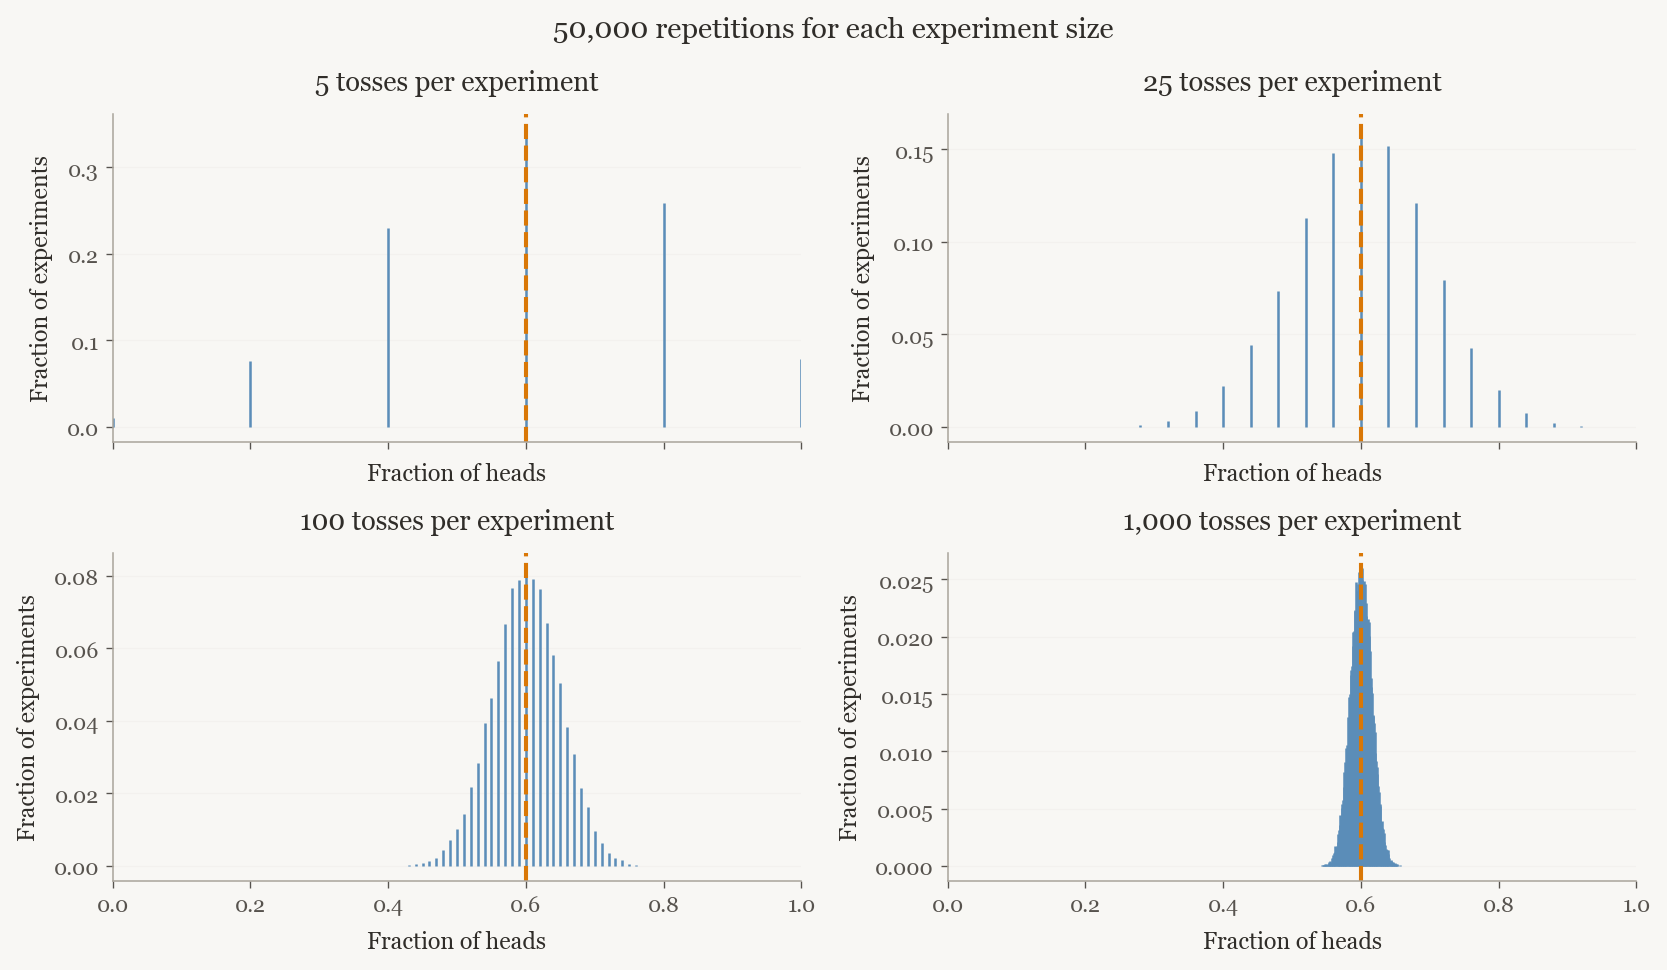 50,000 repetitions for each experiment size
5 tosses per experiment
Fraction of experiments
0.3
0.2
0.1
0.0
Fraction of heads
25 tosses per experiment
Fraction of experiments
0.15
0.10
0.05
0.00
Fraction of heads
100 tosses per experiment
Fraction of experiments
0.08
0.06
0.04
0.02
0.00
0.0 0.2 0.4 0.6 0.8 1.0
Fraction of heads
1,000 tosses per experiment
Fraction of experiments
0.025
0.020
0.015
0.010
0.005
0.000
0.0 0.2 0.4 0.6 0.8 1.0
Fraction of heads